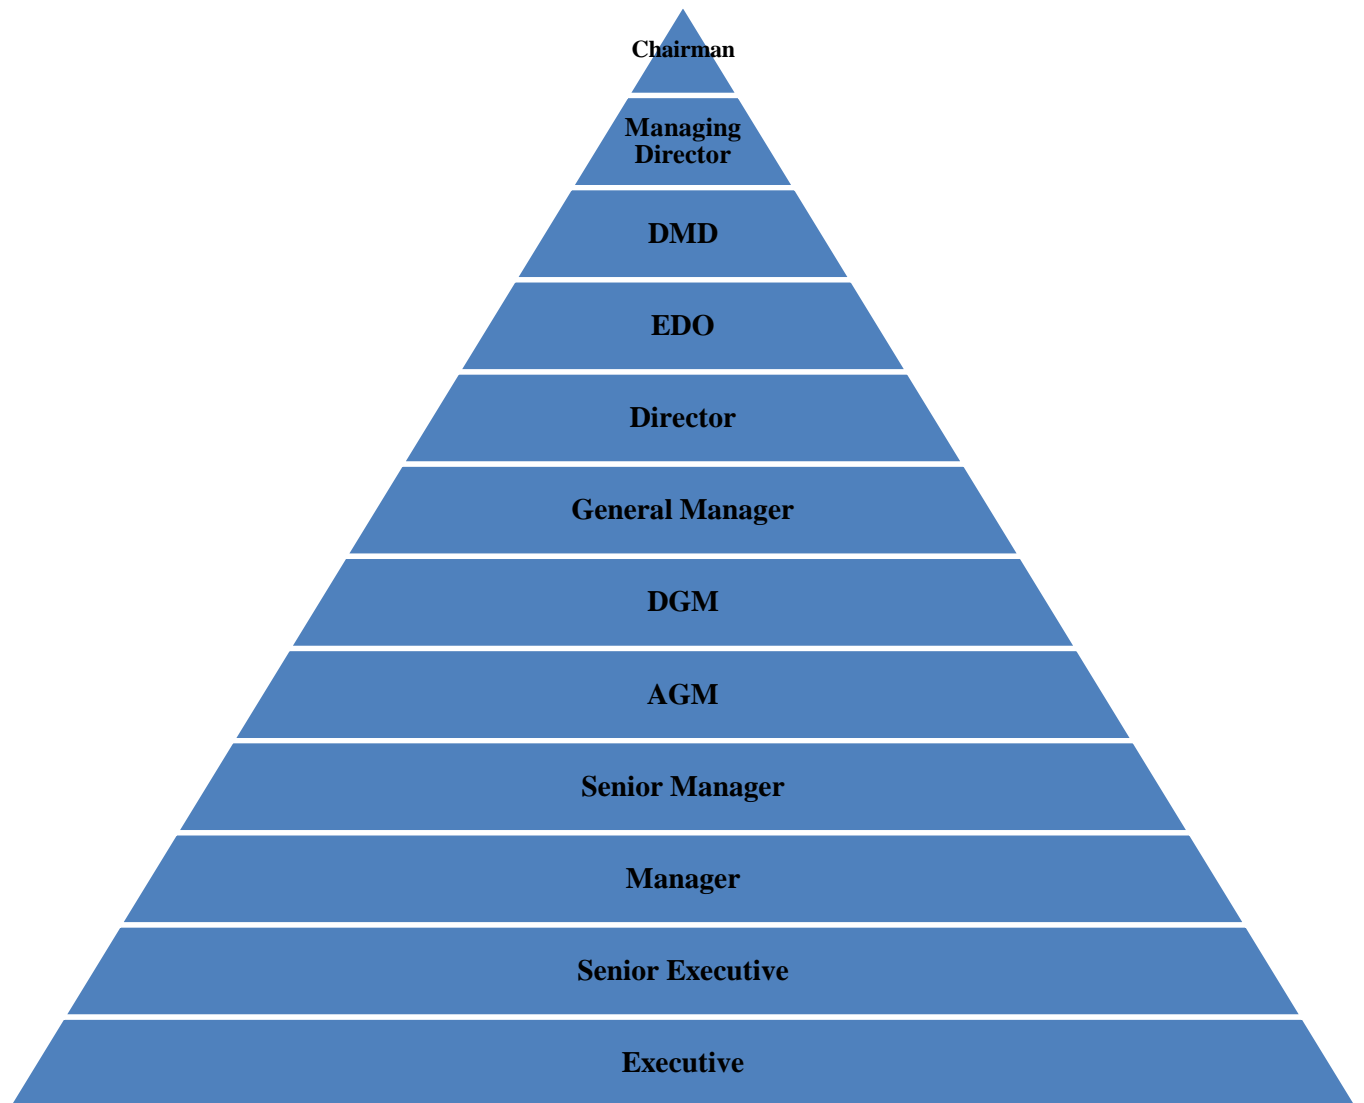 Chairman
Managing
Director
DMD
EDO
Director
General Manager
DGM
AGM
Senior Manager
Manager
Senior Executive
Executive